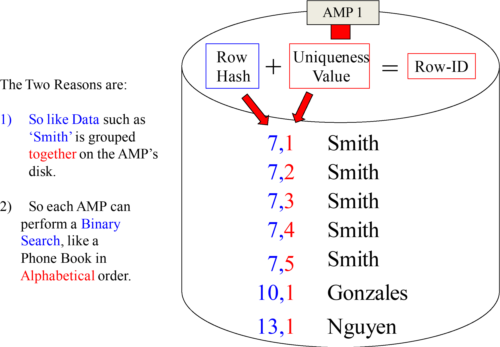 AMP 1
Row Hash + Uniqueness Value = Row-ID
The Two Reasons are:
1) So like Data such as
‘Smith’ is grouped
together on the AMP’s
disk.
2) So each AMP can
perform a Binary
Search, like a
Phone Book in
Alphabetical order.
7,1 Smith
7,2 Smith
7,3 Smith
7,4 Smith
7,5 Smith
10,1 Gonzales
13,1 Nguyen